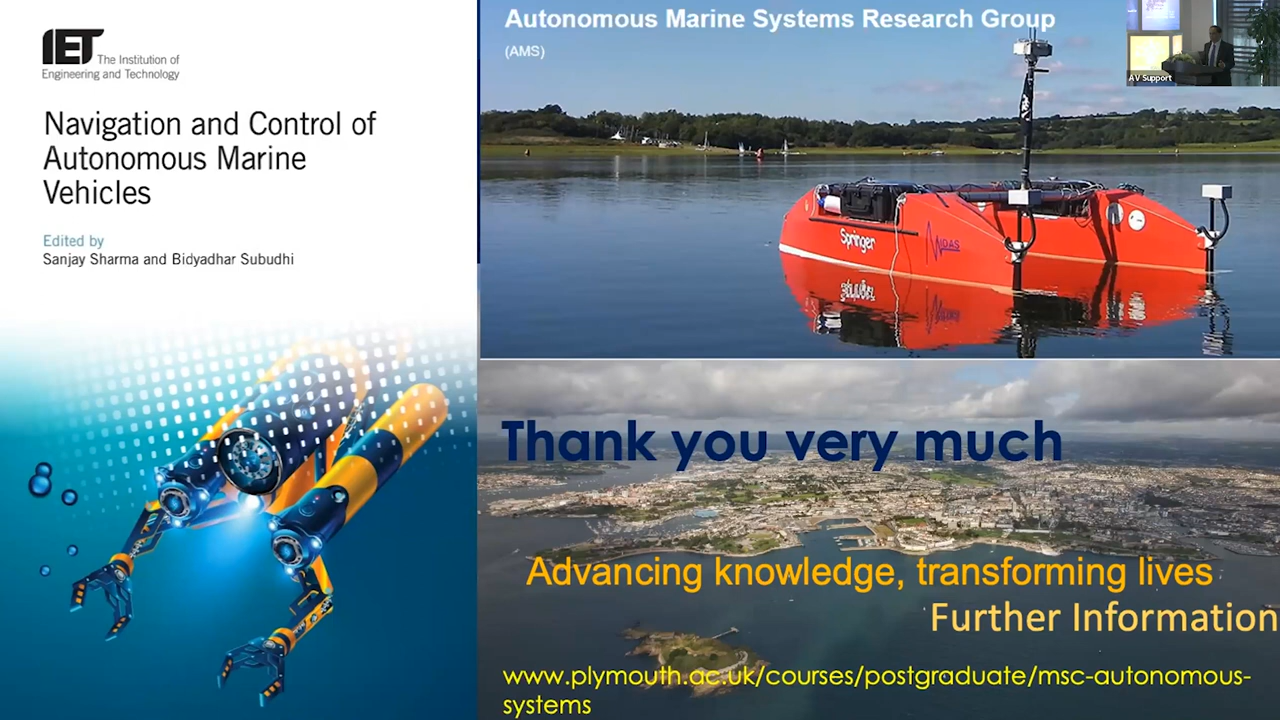 IET The Institution of
Engineering and Technology
Navigation and Control of
Autonomous Marine
Vehicles
Edited by
Sanjay Sharma and Bidyadhar Subudhi
Autonomous Marine Systems Research Group
(AMS)
AV Support
Springer
MIDAS
Thank you very much
Advancing knowledge, transforming lives
Further Information
www.plymouth.ac.uk/courses/postgraduate/msc-autonomous-
systems